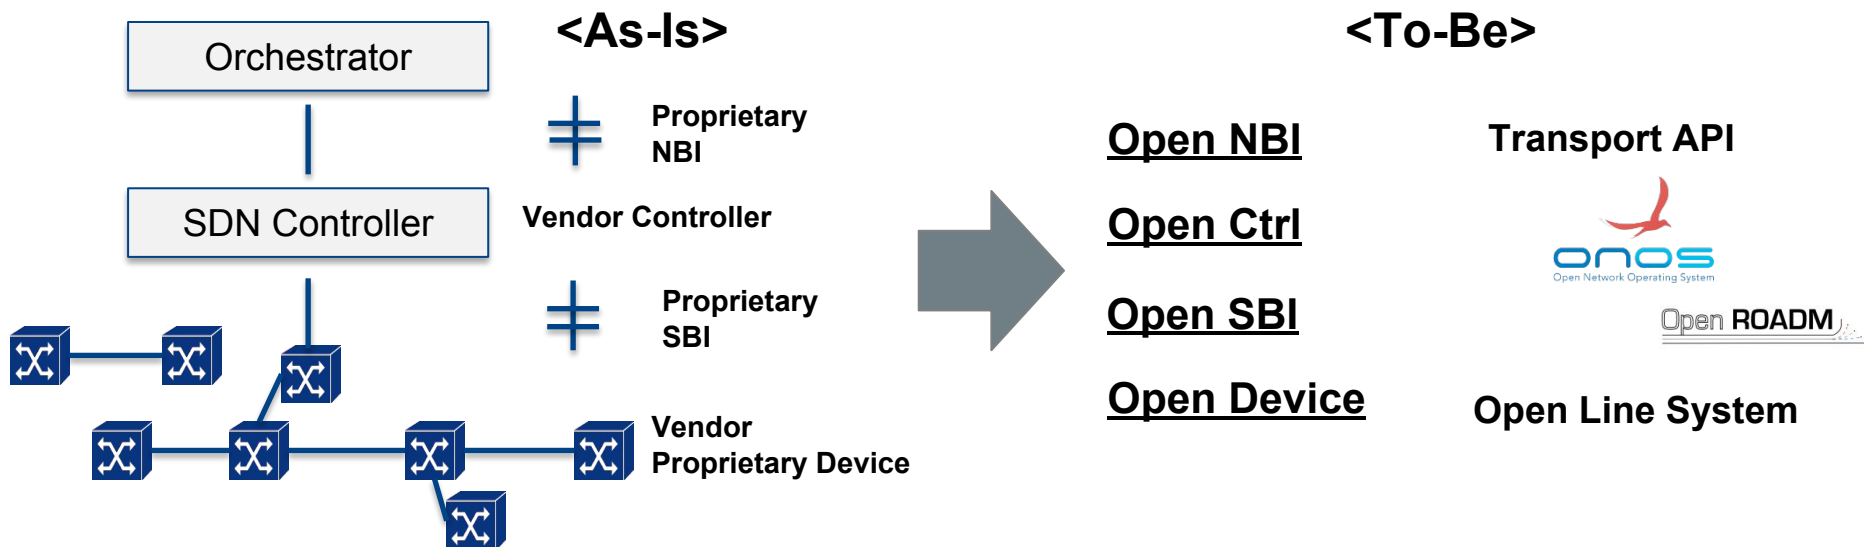 <As-Is>
Orchestrator
Proprietary
NBI
SDN Controller
Vendor Controller
Proprietary
SBI
Vendor
Proprietary Device
<To-Be>
Open NBI
Transport API
Open Ctrl
onos
Open Network Operating System
Open SBI
Open ROADM
Open Device
Open Line System